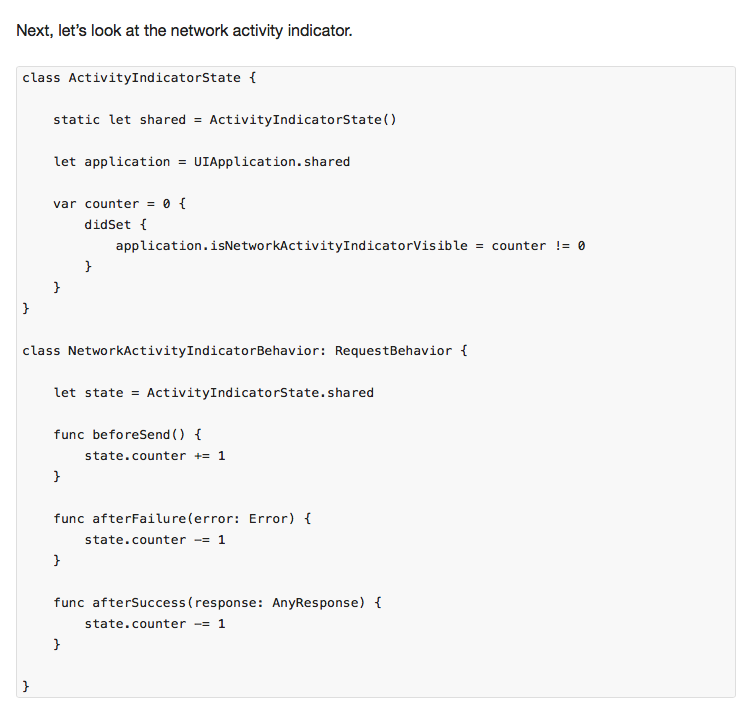 Next, let’s look at the network activity indicator.
class ActivityIndicatorState {
static let shared = ActivityIndicatorState()
let application = UIApplication.shared
var counter = 0 {
didSet {
application.isNetworkActivityIndicatorVisible = counter != 0
}
}
}
class NetworkActivityIndicatorBehavior: RequestBehavior {
let state = ActivityIndicatorState.shared
func beforeSend() {
state.counter += 1
}
func afterFailure(error: Error) {
state.counter -= 1
}
func afterSuccess(response: AnyResponse) {
state.counter -= 1
}
}